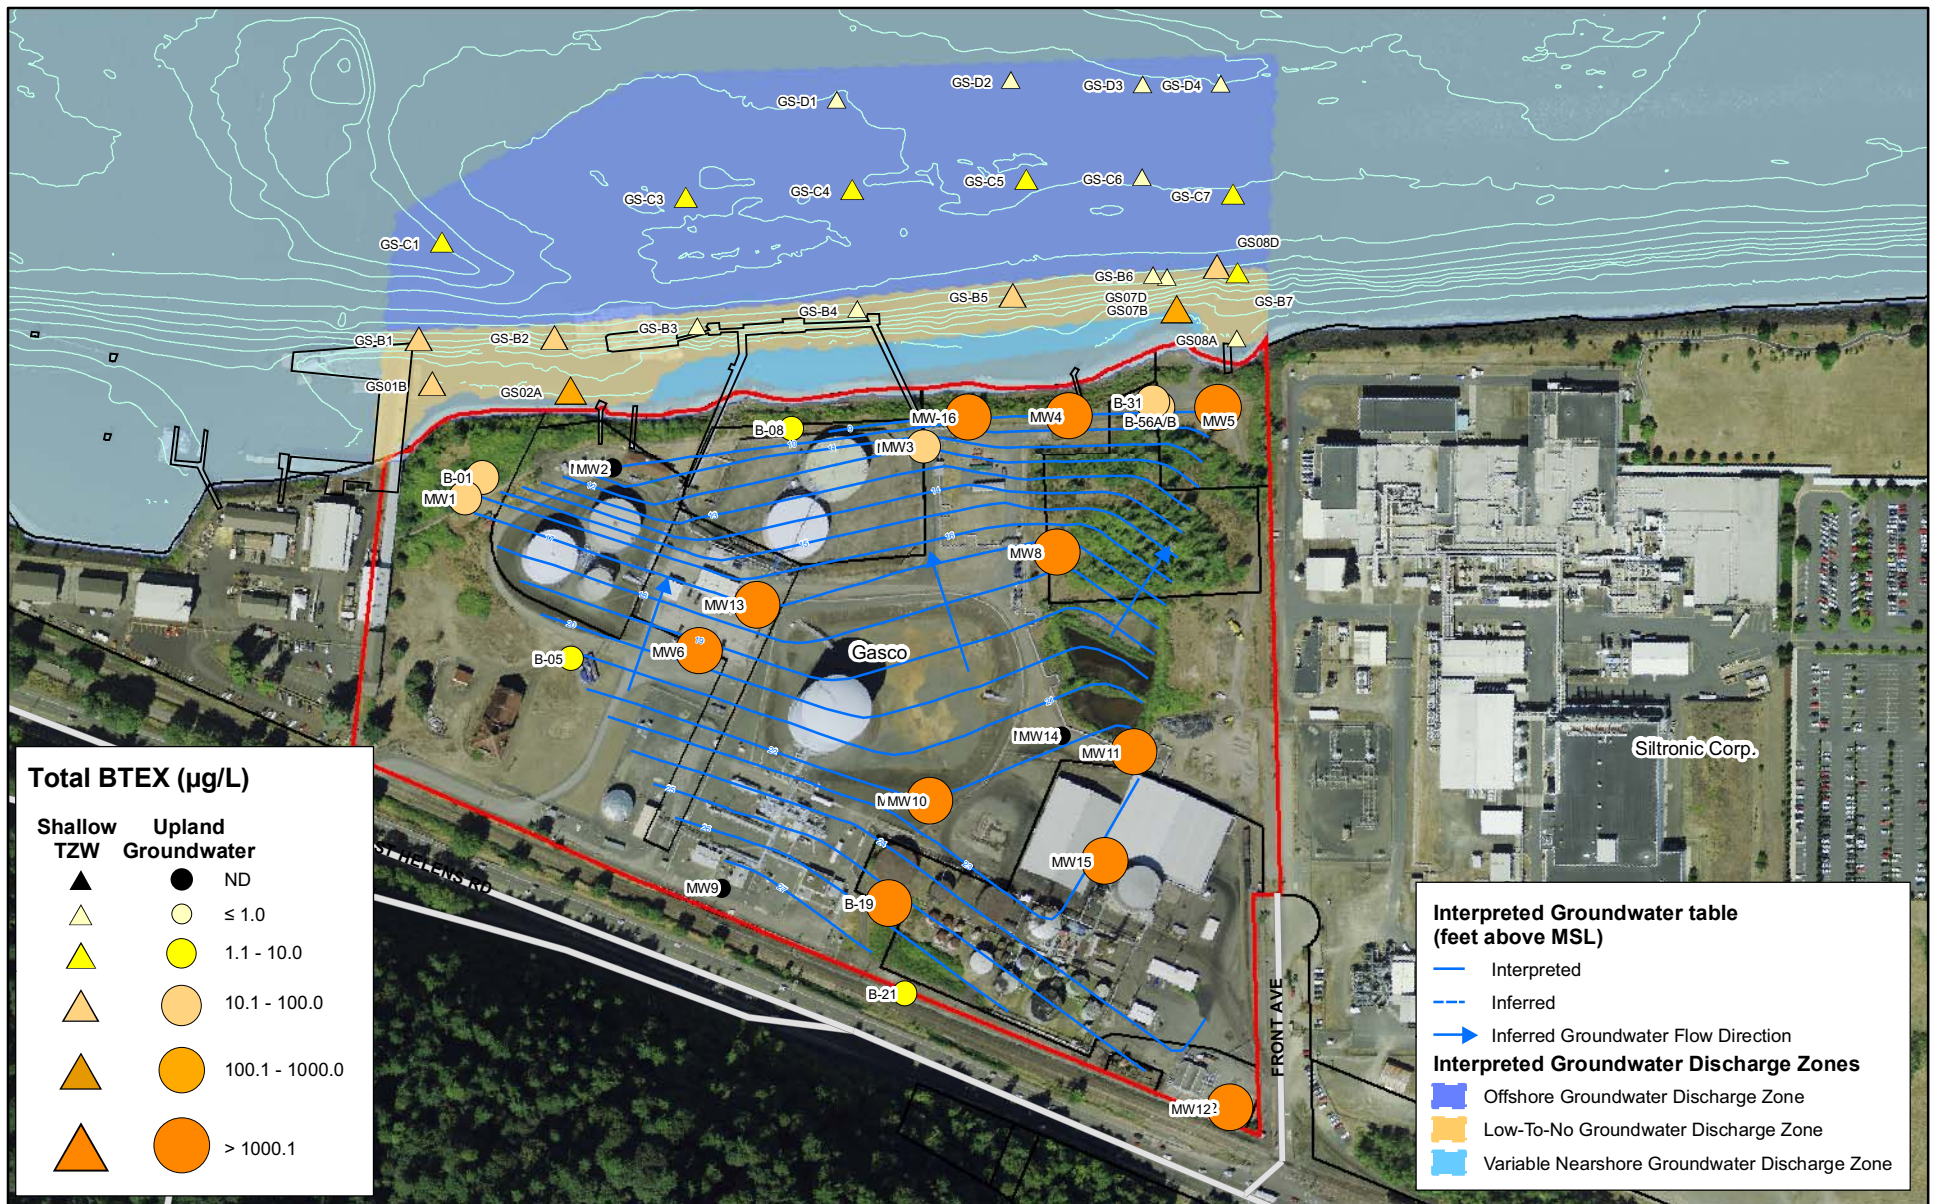 GS-D1
GS-D2
GS-D3
GS-D4
GS-C3
GS-C4
GS-C5
GS-C6
GS-C7
GS-C1
GS08D
GS-B6
GS-B5
GS07D
GS07B
GS-B7
GS-B4
GS-B3
GS-B2
GS-B1
GS08A
GS01B
GS02A
B-08
MW-16
MW4
B-31
B-56A/B
MW5
MW3
MW2
B-01
MW1
MW8
MW13
MW6
B-05
Gasco
MW14
MW11
MW10
MW15
MW9
B-19
B-21
MW12
Siltronic Corp.
ST HELENS RD
FRONT AVE
Total BTEX (µg/L)
Shallow TZW
Upland Groundwater
ND
≤ 1.0
1.1 - 10.0
10.1 - 100.0
100.1 - 1000.0
> 1000.1
Interpreted Groundwater table
(feet above MSL)
Interpreted
Inferred
Inferred Groundwater Flow Direction
Interpreted Groundwater Discharge Zones
Offshore Groundwater Discharge Zone
Low-To-No Groundwater Discharge Zone
Variable Nearshore Groundwater Discharge Zone